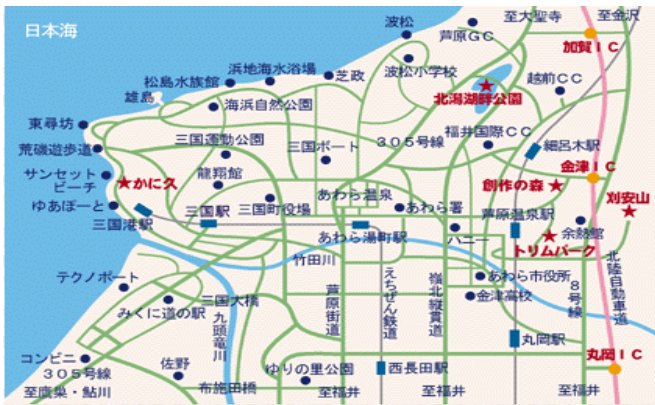 至大聖寺
至金沢
日本海
波松
芦原GC
加賀IC
浜地海水浴場
芝政
波松小学校
越前CC
松島水族館
雄島
北潟湖畔公園
海浜自然公園
東尋坊
三国運動公園
305号線
福井国際CC
荒磯遊歩道
三国ボート
細呂木駅
サンセット
ビーチ
★かに久
龍翔館
金津IC
創作の森★
刈安山
★
ゆあぽーと
三国駅
三国町役場
あわら温泉
あわら署
芦原温泉駅
三国港駅
あわら湯町駅
ハニー
余熱館
トリムパーク
竹田川
テクノポート
あわら市役所
北陸自動車道
8号線
みくに道の駅
三国大橋
芦原街道
えちぜん鉄道
嶺北縦貫道
金津高校
九頭竜川
丸岡駅
コンビニ
305号線
佐野
ゆりの里公園
西長田駅
丸岡IC
至鷹巣・鮎川
布施田橋
至福井
至福井
至福井